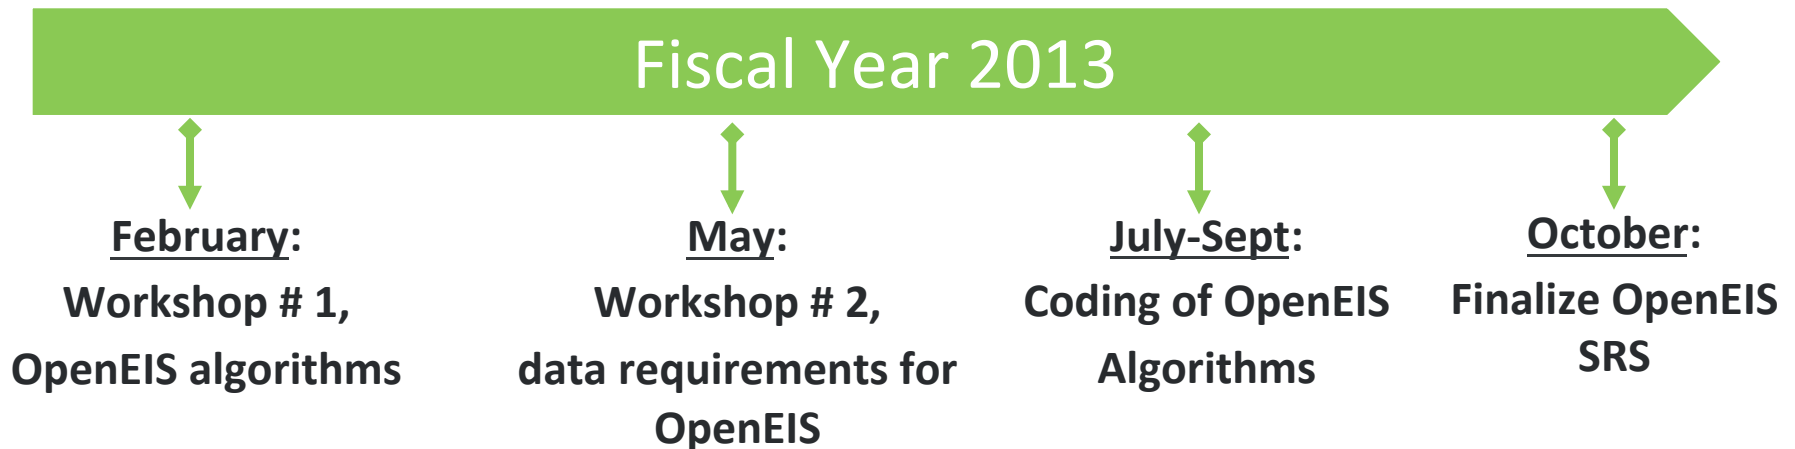 Fiscal Year 2013
February:
Workshop # 1,
OpenEIS algorithms
May:
Workshop # 2,
data requirements for
OpenEIS
July-Sept:
Coding of OpenEIS
Algorithms
October:
Finalize OpenEIS
SRS